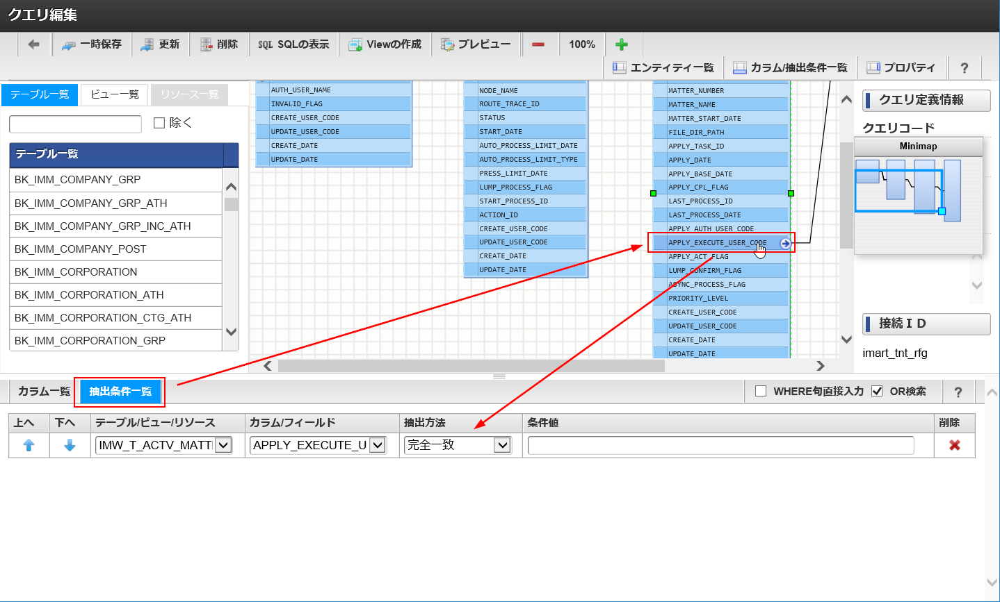 クエリ編集
一時保存
更新
削除
SQL SQLの表示
Viewの作成
プレビュー
100%
エンティティ一覧
カラム/抽出条件一覧
プロパティ
?
テーブル一覧
ビュー一覧
リソース一覧
除く
テーブル一覧
BK_IMM_COMPANY_GRP
BK_IMM_COMPANY_GRP_ATH
BK_IMM_COMPANY_GRP_INC_ATH
BK_IMM_COMPANY_POST
BK_IMM_CORPORATION
BK_IMM_CORPORATION_ATH
BK_IMM_CORPORATION_CTG_ATH
BK_IMM_CORPORATION_GRP
AUTH_USER_NAME
INVALID_FLAG
CREATE_USER_CODE
UPDATE_USER_CODE
CREATE_DATE
UPDATE_DATE
NODE_NAME
ROUTE_TRACE_ID
STATUS
START_DATE
AUTO_PROCESS_LIMIT_DATE
AUTO_PROCESS_LIMIT_TYPE
PRESS_LIMIT_DATE
LUMP_PROCESS_FLAG
START_PROCESS_ID
ACTION_ID
CREATE_USER_CODE
UPDATE_USER_CODE
CREATE_DATE
UPDATE_DATE
MATTER_NUMBER
MATTER_NAME
MATTER_START_DATE
FILE_DIR_PATH
APPLY_TASK_ID
APPLY_DATE
APPLY_BASE_DATE
APPLY_CPL_FLAG
LAST_PROCESS_ID
LAST_PROCESS_DATE
APPLY_AUTH_USER_CODE
APPLY_EXECUTE_USER_CODE
APPLY_ACT_FLAG
LUMP_CONFIRM_FLAG
ASYNC_PROCESS_FLAG
PRIORITY_LEVEL
CREATE_USER_CODE
UPDATE_USER_CODE
CREATE_DATE
UPDATE_DATE
クエリ定義情報
クエリコード
Minimap
接続ＩＤ
imart_tnt_rfg
カラム一覧
抽出条件一覧
WHERE句直接入力
OR検索
?
上へ
下へ
テーブル/ビュー/リソース
カラム/フィールド
抽出方法
条件値
削除
IMW_T_ACTV_MATT
APPLY_EXECUTE_U
完全一致